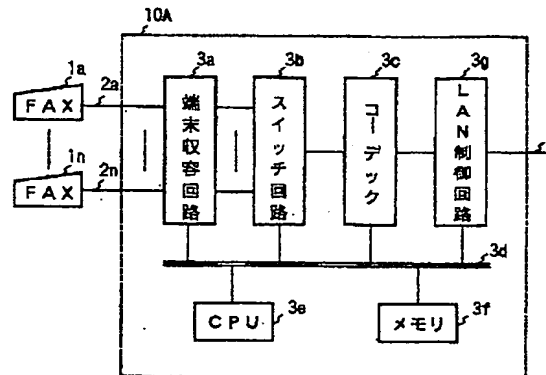 10A
1a
2a
FAX
1n
2n
FAX
3a
端末収容回路
3b
スイッチ回路
3c
コーデック
3g
LAN制御回路
3d
CPU
3e
メモリ
3f